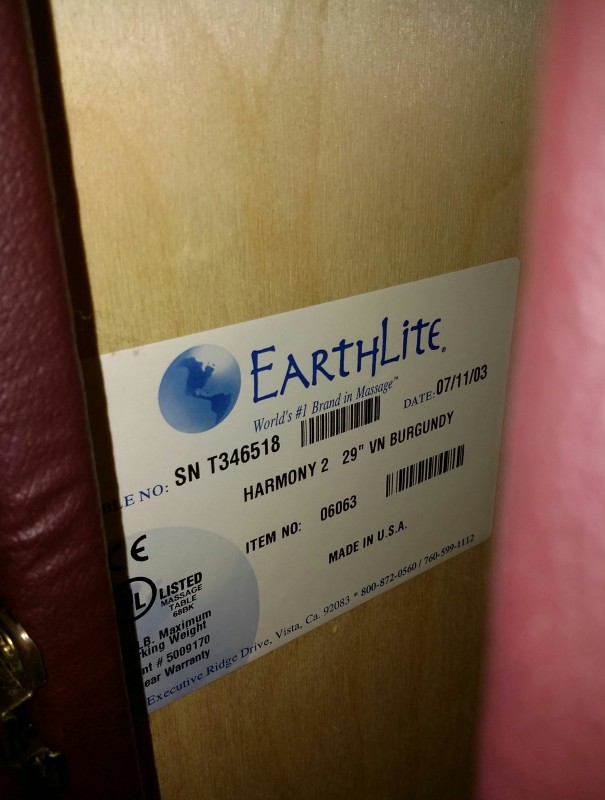 EARTHLITE®
World's #1 Brand in Massage™
DATE: 07/11/03
NO: SN T346518
HARMONY 2 29" VN BURGUNDY
ITEM NO: 06063
MADE IN U.S.A.
CE
LISTED
MASSAGE
TABLE
68BK
LB. Maximum
Weight
# 5009170
Warranty
Executive Ridge Drive, Vista, Ca. 92083 * 800-872-0560 / 760-599-1112